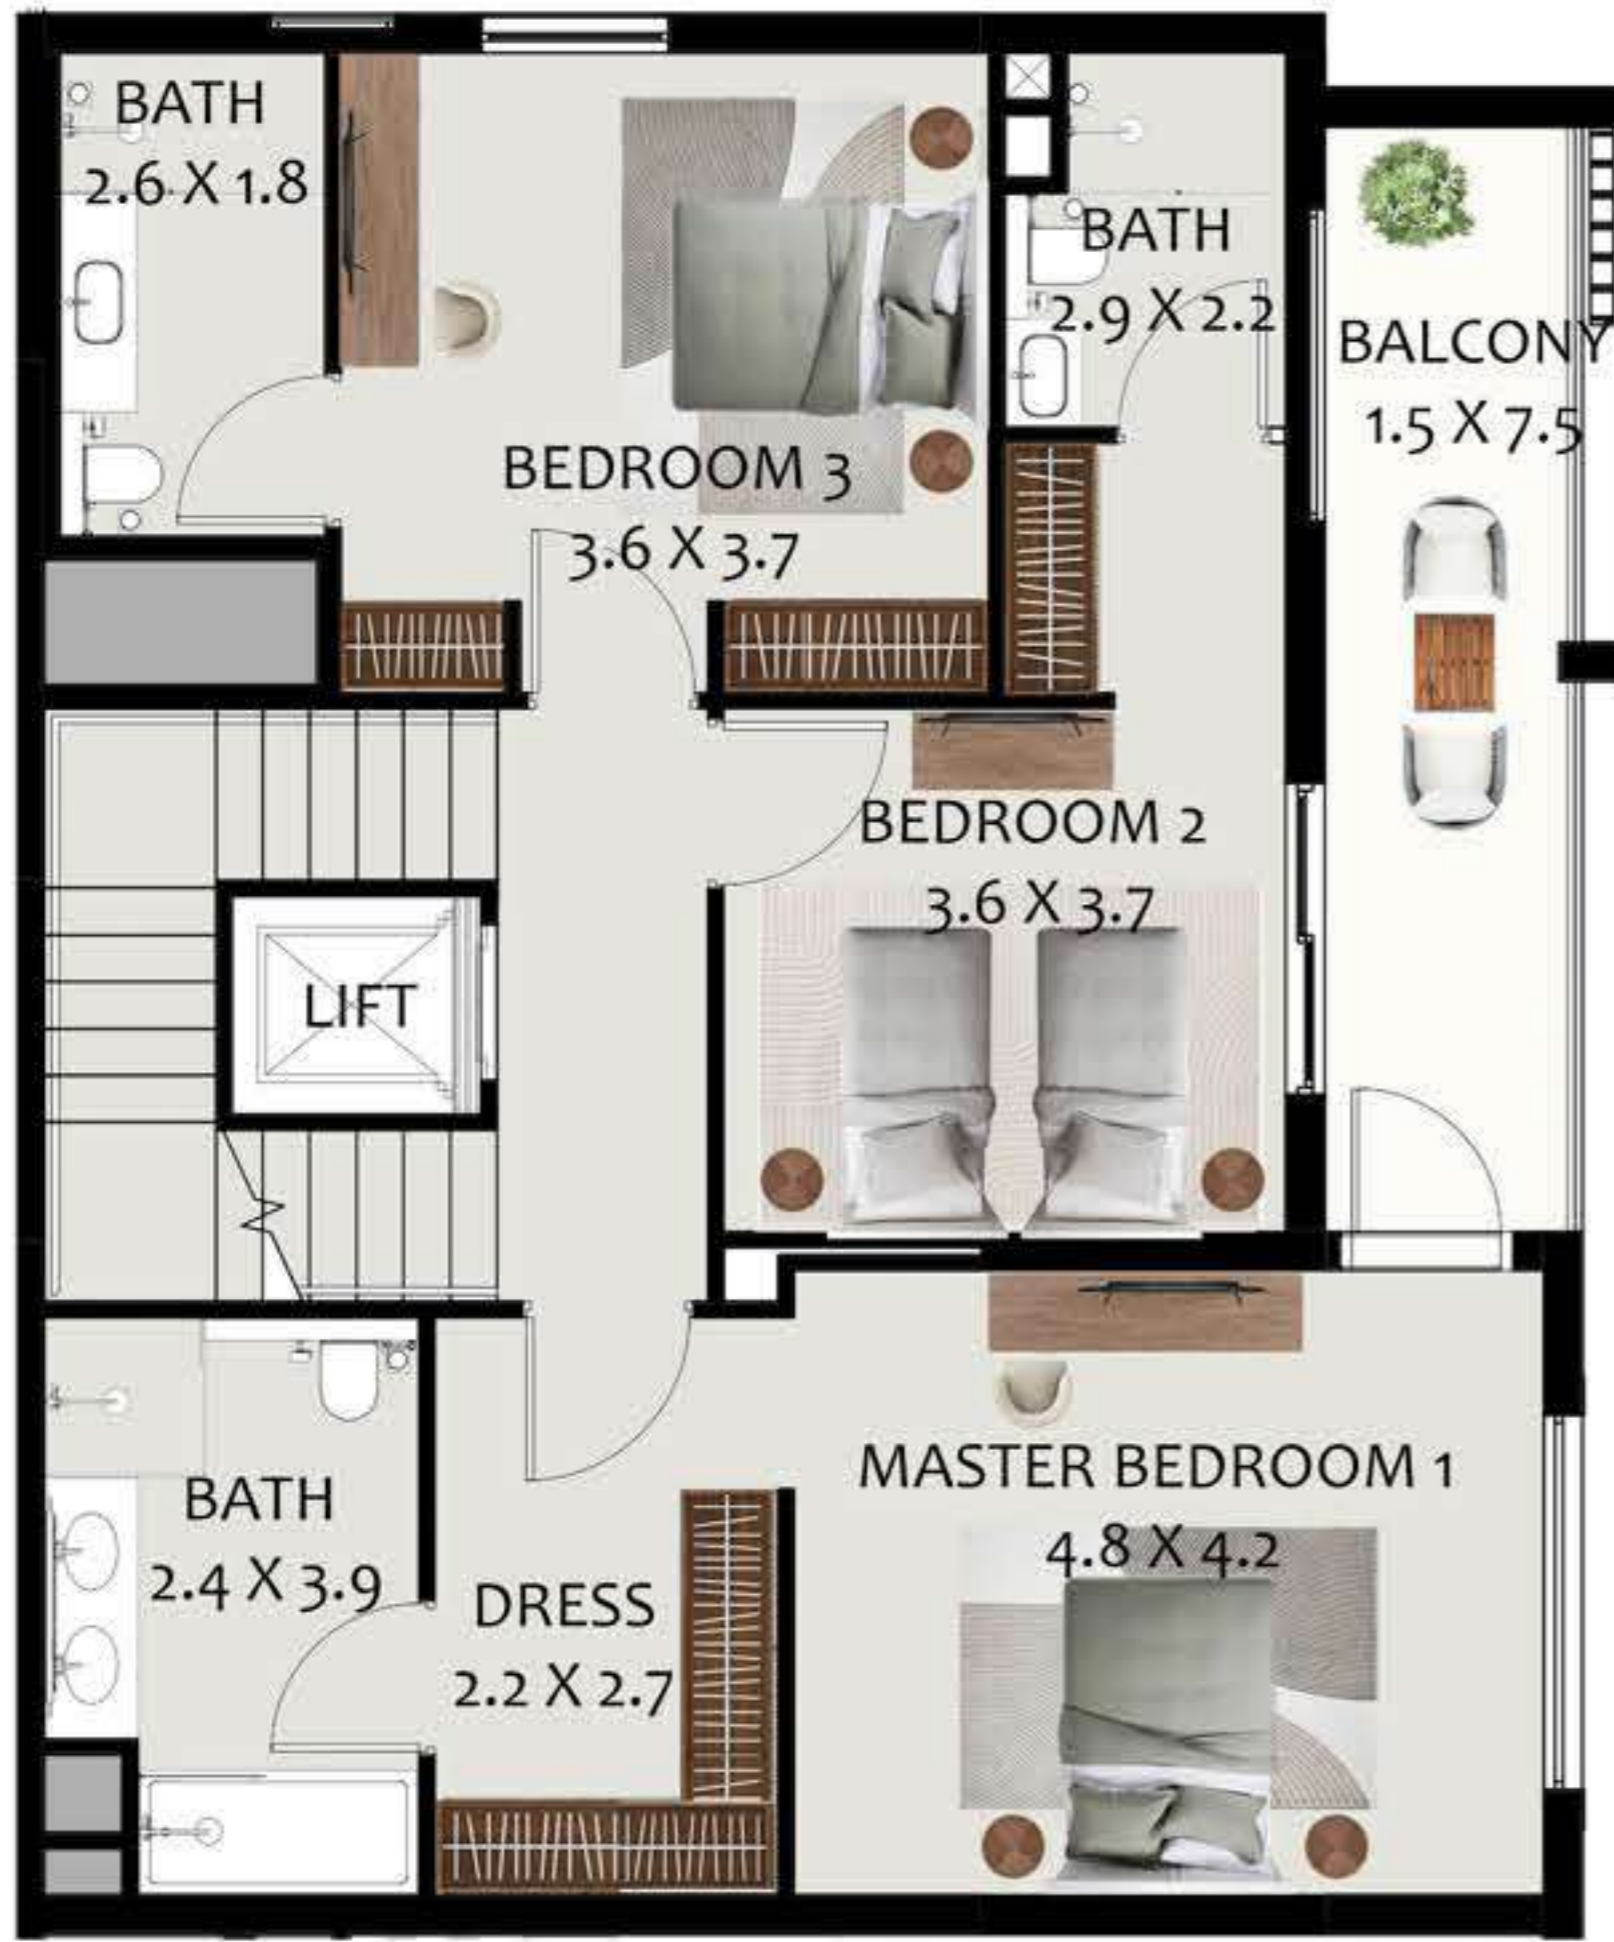 BATH
2.6 X 1.8
BATH
2.9 X 2.2
BALCONY
1.5 X 7.5
BEDROOM 3
3.6 X 3.7
BEDROOM 2
3.6 X 3.7
LIFT
MASTER BEDROOM 1
4.8 X 4.2
BATH
2.4 X 3.9
DRESS
2.2 X 2.7